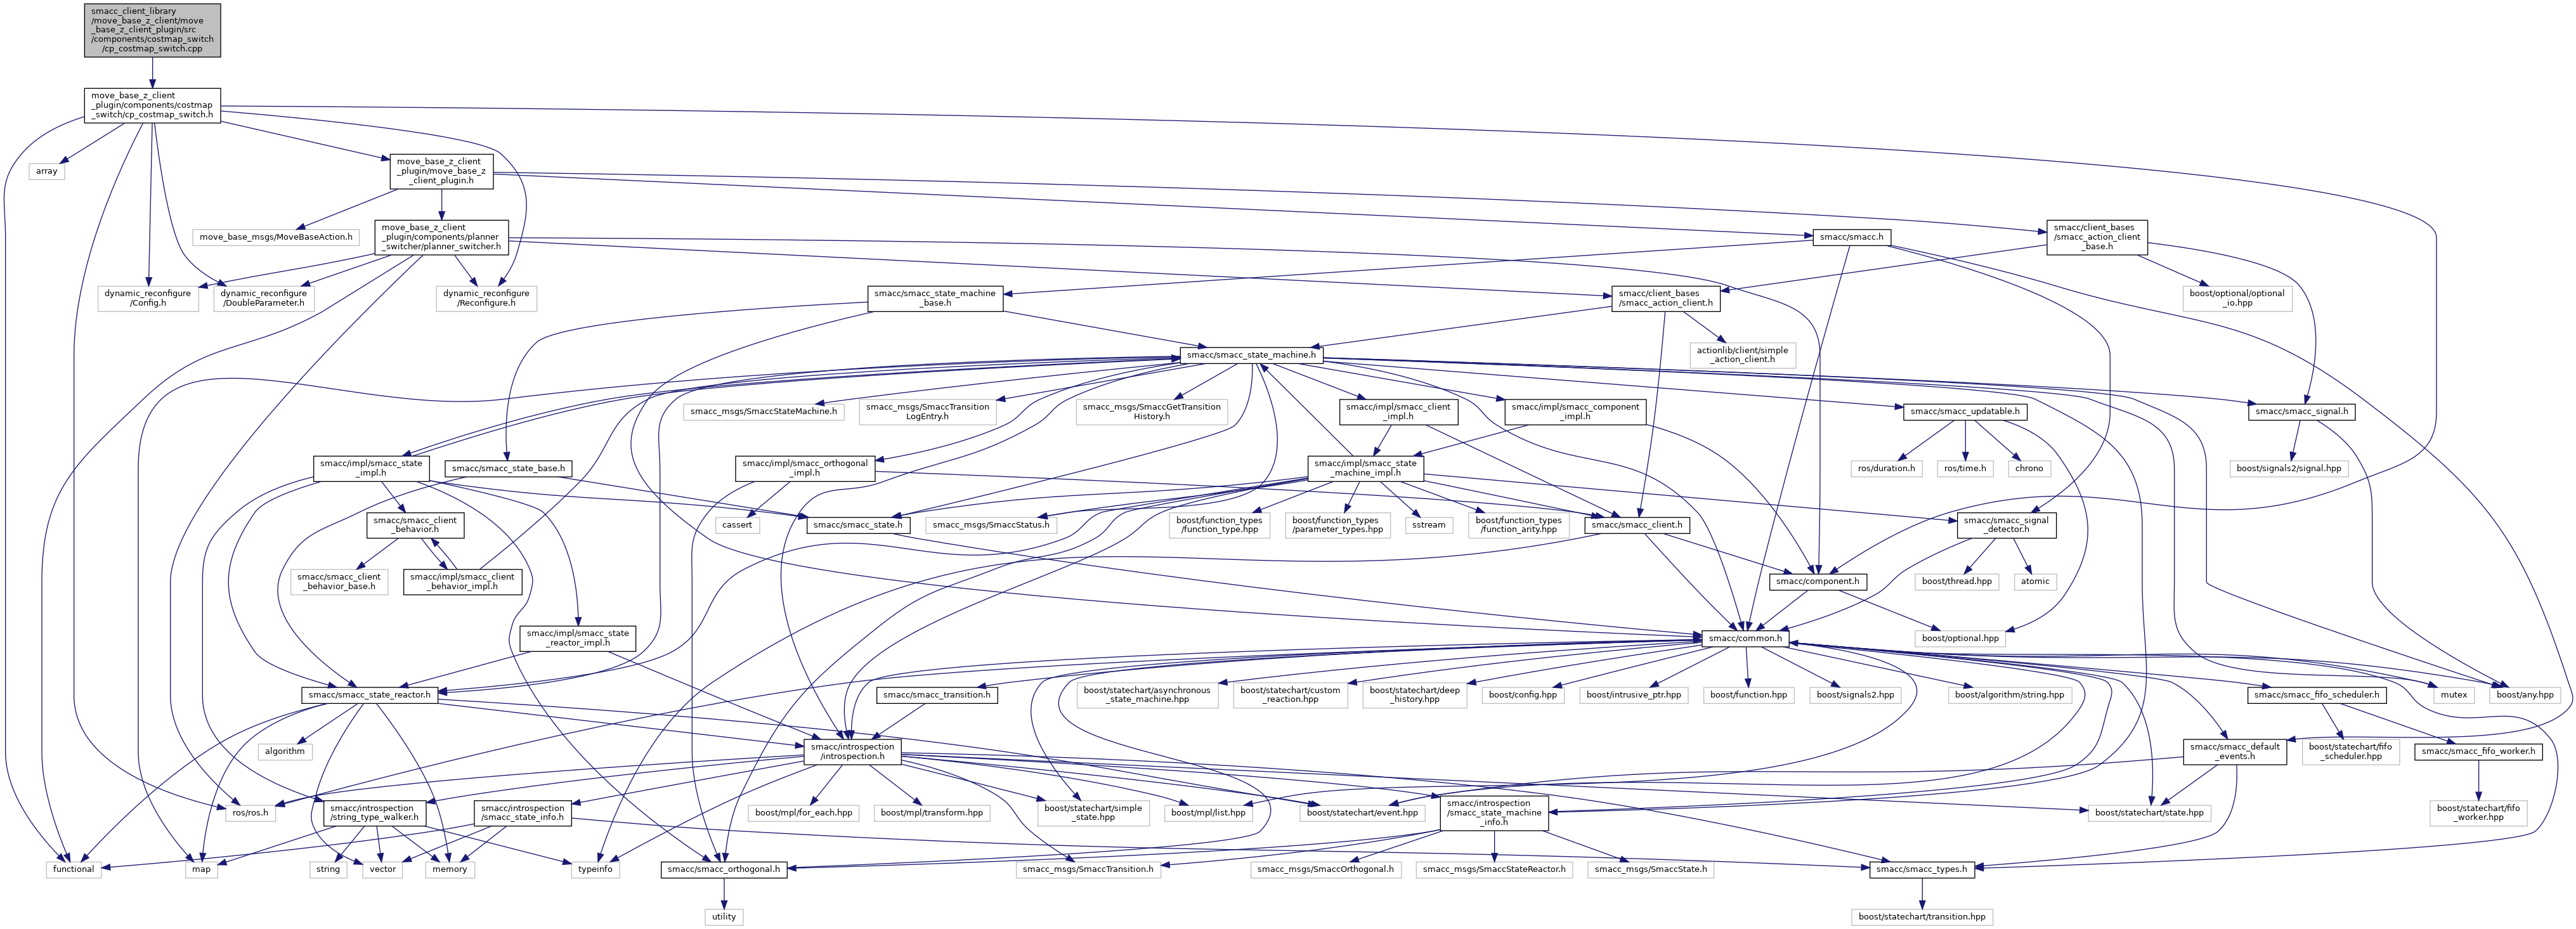 smacc_client_library
/move_base_z_client/move
_base_z_client_plugin/src
/components/costmap_switch
/cp_costmap_switch.cpp
move_base_z_client
_plugin/components/costmap
_switch/cp_costmap_switch.h
array
move_base_z_client
_plugin/move_base_z
_client_plugin.h
move_base_msgs/MoveBaseAction.h
move_base_z_client
_plugin/components/planner
_switcher/planner_switcher.h
smacc/smacc.h
smacc/client_bases
/smacc_action_client
_base.h
dynamic_reconfigure
/Config.h
dynamic_reconfigure
/DoubleParameter.h
dynamic_reconfigure
/Reconfigure.h
smacc/smacc_state_machine
_base.h
smacc/client_bases
/smacc_action_client.h
boost/optional/optional
_io.hpp
smacc/smacc_state_machine.h
actionlib/client/simple
_action_client.h
smacc_msgs/SmaccStateMachine.h
smacc_msgs/SmaccTransition
LogEntry.h
smacc_msgs/SmaccGetTransition
History.h
smacc/impl/smacc_client
_impl.h
smacc/impl/smacc_component
_impl.h
smacc/smacc_updatable.h
smacc/smacc_signal.h
smacc/impl/smacc_state
_impl.h
smacc/smacc_state_base.h
smacc/impl/smacc_orthogonal
_impl.h
smacc/impl/smacc_state
_machine_impl.h
ros/duration.h
ros/time.h
chrono
boost/signals2/signal.hpp
smacc/smacc_client
_behavior.h
cassert
smacc/smacc_state.h
smacc_msgs/SmaccStatus.h
boost/function_types
/function_type.hpp
boost/function_types
/parameter_types.hpp
sstream
boost/function_types
/function_arity.hpp
smacc/smacc_client.h
smacc/smacc_signal
_detector.h
smacc/smacc_client
_behavior_base.h
smacc/impl/smacc_client
_behavior_impl.h
smacc/component.h
boost/thread.hpp
atomic
smacc/impl/smacc_state
_reactor_impl.h
smacc/common.h
boost/optional.hpp
smacc/smacc_state_reactor.h
smacc/smacc_transition.h
boost/statechart/asynchronous
_state_machine.hpp
boost/statechart/custom
_reaction.hpp
boost/statechart/deep
_history.hpp
boost/config.hpp
boost/intrusive_ptr.hpp
boost/function.hpp
boost/signals2.hpp
boost/algorithm/string.hpp
smacc/smacc_fifo_scheduler.h
mutex
boost/any.hpp
algorithm
smacc/introspection
/introspection.h
smacc/smacc_default
_events.h
boost/statechart/fifo
_scheduler.hpp
smacc/smacc_fifo_worker.h
ros/ros.h
smacc/introspection
/string_type_walker.h
smacc/introspection
/smacc_state_info.h
boost/mpl/for_each.hpp
boost/mpl/transform.hpp
boost/statechart/simple
_state.hpp
boost/mpl/list.hpp
boost/statechart/event.hpp
smacc/introspection
/smacc_state_machine
_info.h
boost/statechart/state.hpp
boost/statechart/fifo
_worker.hpp
functional
map
string
vector
memory
typeinfo
smacc/smacc_orthogonal.h
smacc_msgs/SmaccTransition.h
smacc_msgs/SmaccOrthogonal.h
smacc_msgs/SmaccStateReactor.h
smacc_msgs/SmaccState.h
smacc/smacc_types.h
utility
boost/statechart/transition.hpp